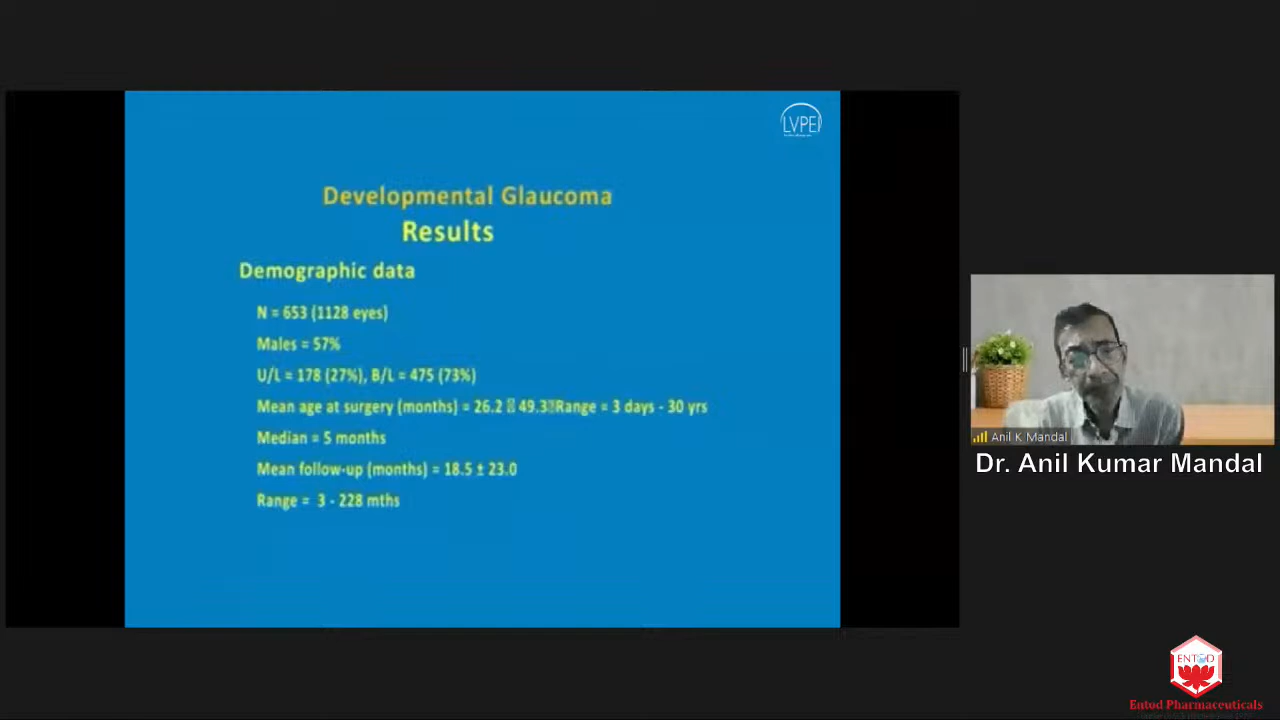 LVPEI
Developmental Glaucoma
Results
Demographic data
N = 653 (1128 eyes)
Males = 57%
U/L = 178 (27%), B/L = 475 (73%)
Mean age at surgery (months) = 26.2 ⍰ 49.3⍰Range = 3 days - 30 yrs
Median = 5 months
Mean follow-up (months) = 18.5 ± 23.0
Range = 3 - 228 mths
Anil K Mandal
Dr. Anil Kumar Mandal
ENTOD
Entod Pharmaceuticals